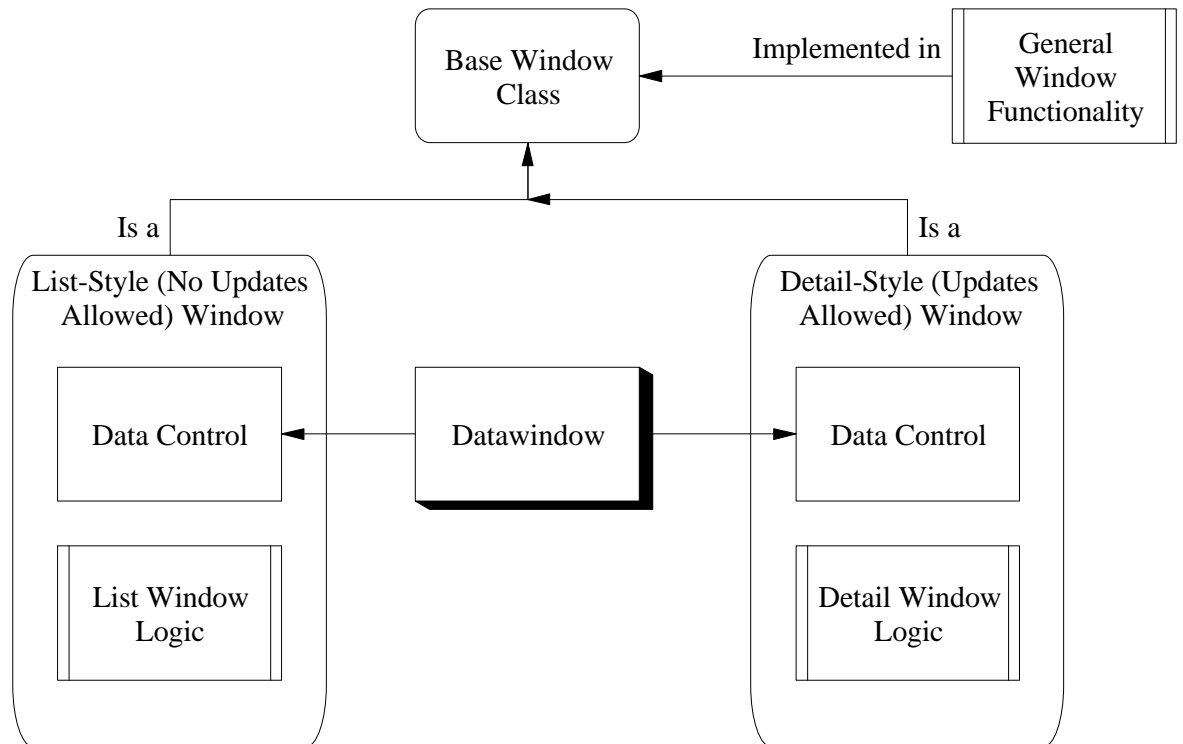 Base Window
Class
Implemented in
General
Window
Functionality
Is a
Is a
List-Style (No Updates
Allowed) Window
Detail-Style (Updates
Allowed) Window
Data Control
Datawindow
Data Control
List Window
Logic
Detail Window
Logic